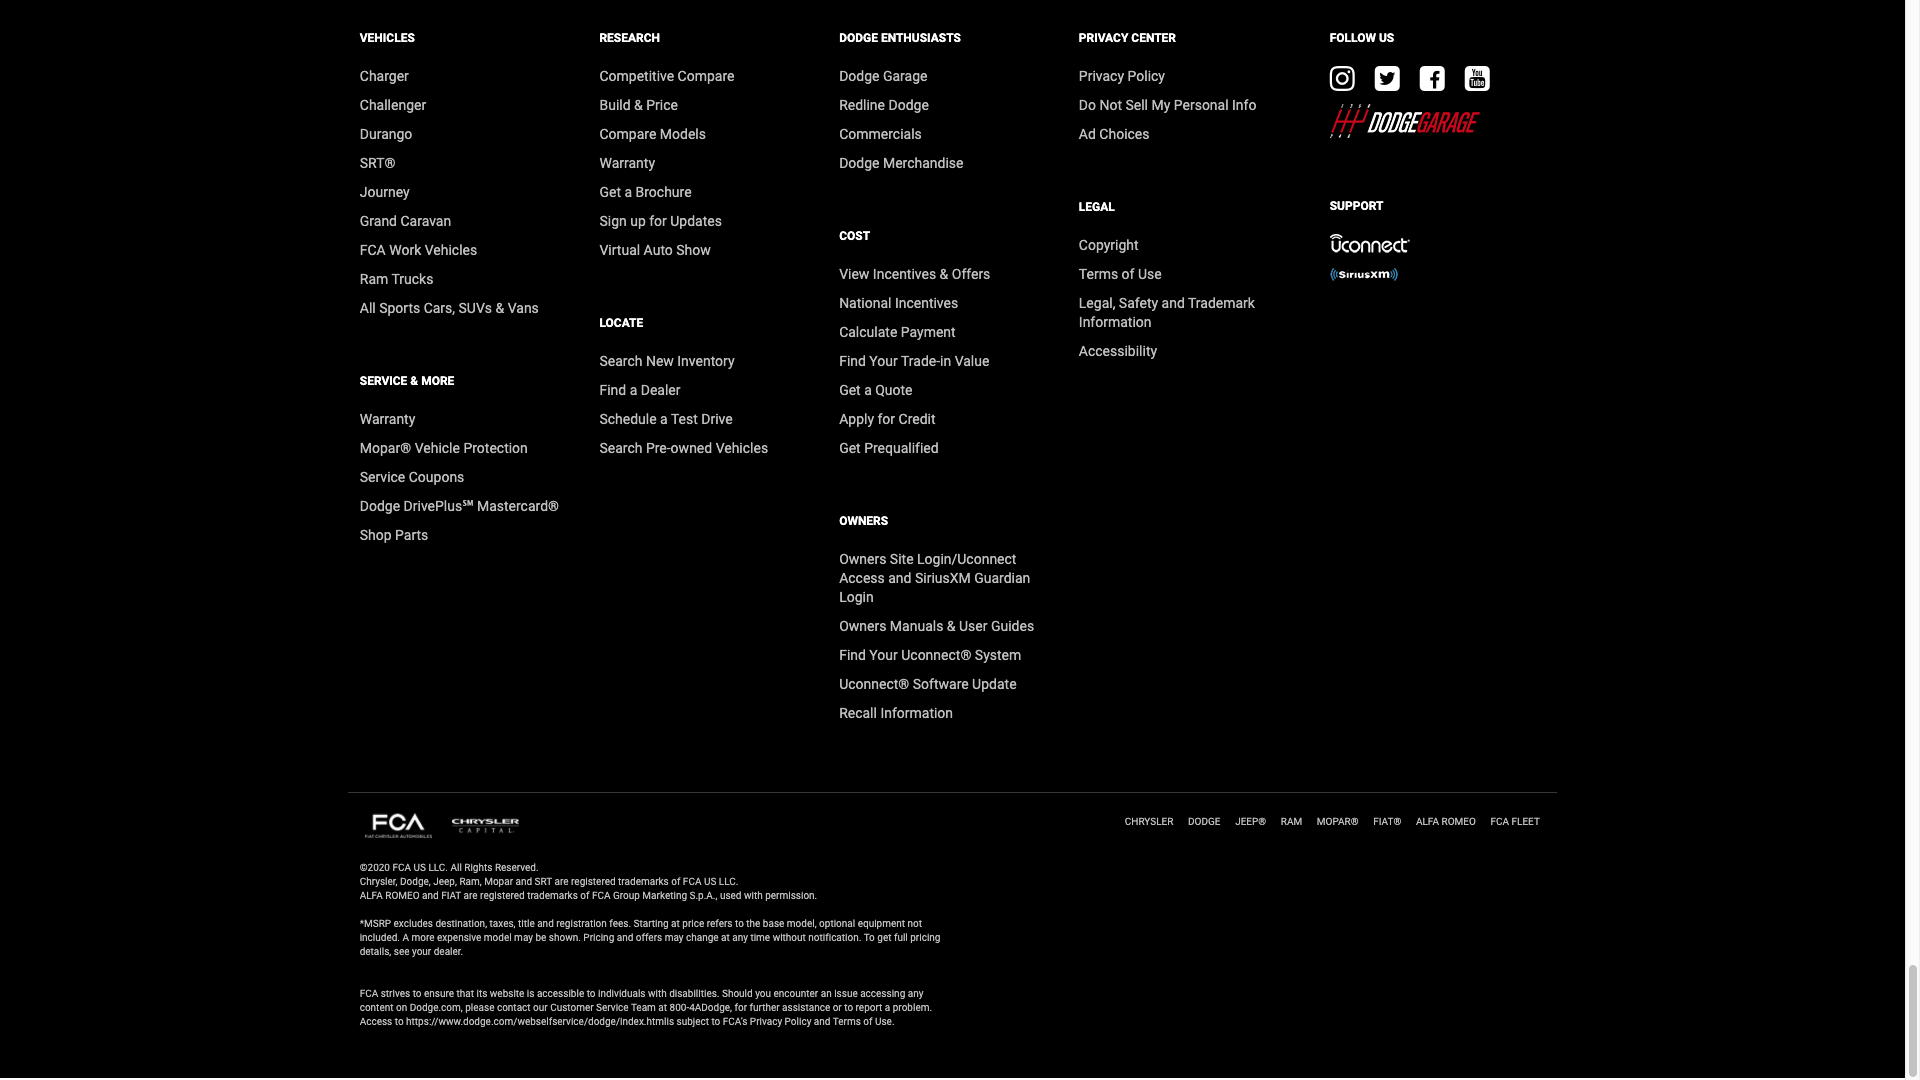 VEHICLES
Charger
Challenger
Durango
SRT®
Journey
Grand Caravan
FCA Work Vehicles
Ram Trucks
All Sports Cars, SUVs & Vans
SERVICE & MORE
Warranty
Mopar® Vehicle Protection
Service Coupons
Dodge DrivePlus℠ Mastercard®
Shop Parts
RESEARCH
Competitive Compare
Build & Price
Compare Models
Warranty
Get a Brochure
Sign up for Updates
Virtual Auto Show
LOCATE
Search New Inventory
Find a Dealer
Schedule a Test Drive
Search Pre-owned Vehicles
DODGE ENTHUSIASTS
Dodge Garage
Redline Dodge
Commercials
Dodge Merchandise
COST
View Incentives & Offers
National Incentives
Calculate Payment
Find Your Trade-in Value
Get a Quote
Apply for Credit
Get Prequalified
OWNERS
Owners Site Login/Uconnect
Access and SiriusXM Guardian
Login
Owners Manuals & User Guides
Find Your Uconnect® System
Uconnect® Software Update
Recall Information
PRIVACY CENTER
Privacy Policy
Do Not Sell My Personal Info
Ad Choices
LEGAL
Copyright
Terms of Use
Legal, Safety and Trademark
Information
Accessibility
FOLLOW US
You
Tube
DODGEGARAGE
SUPPORT
uconnect
SiriusXM
FCA
FIAT CHRYSLER AUTOMOBILES
CHRYSLER
CAPITAL
CHRYSLER DODGE JEEP® RAM MOPAR® FIAT® ALFA ROMEO FCA FLEET
©2020 FCA US LLC. All Rights Reserved.
Chrysler, Dodge, Jeep, Ram, Mopar and SRT are registered trademarks of FCA US LLC.
ALFA ROMEO and FIAT are registered trademarks of FCA Group Marketing S.p.A., used with permission.
*MSRP excludes destination, taxes, title and registration fees. Starting at price refers to the base model, optional equipment not
included. A more expensive model may be shown. Pricing and offers may change at any time without notification. To get full pricing
details, see your dealer.
FCA strives to ensure that its website is accessible to individuals with disabilities. Should you encounter an issue accessing any
content on Dodge.com, please contact our Customer Service Team at 800-4ADodge, for further assistance or to report a problem.
Access to https://www.dodge.com/webselfservice/dodge/index.htmlis subject to FCA's Privacy Policy and Terms of Use.